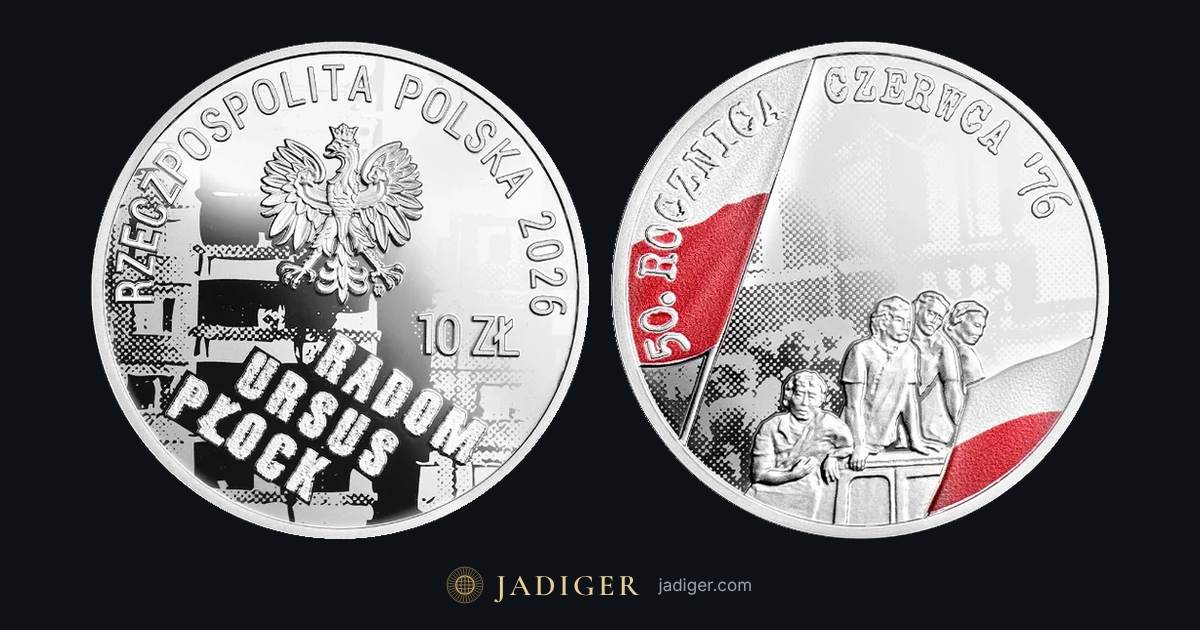 RZECZPOSPOLITA POLSKA 2026
10 ZŁ
RADOM
URSUS
PŁOCK
50. ROCZNICA CZERWCA '76
JADIGER jadiger.com